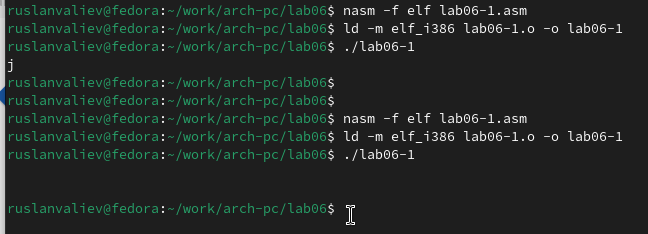 ruslanvaliev@fedora:~/work/arch-pc/lab06$ nasm -f elf lab06-1.asm
ruslanvaliev@fedora:~/work/arch-pc/lab06$ ld -m elf_i386 lab06-1.o -o lab06-1
ruslanvaliev@fedora:~/work/arch-pc/lab06$ ./lab06-1
j
ruslanvaliev@fedora:~/work/arch-pc/lab06$
ruslanvaliev@fedora:~/work/arch-pc/lab06$
ruslanvaliev@fedora:~/work/arch-pc/lab06$ nasm -f elf lab06-1.asm
ruslanvaliev@fedora:~/work/arch-pc/lab06$ ld -m elf_i386 lab06-1.o -o lab06-1
ruslanvaliev@fedora:~/work/arch-pc/lab06$ ./lab06-1
ruslanvaliev@fedora:~/work/arch-pc/lab06$